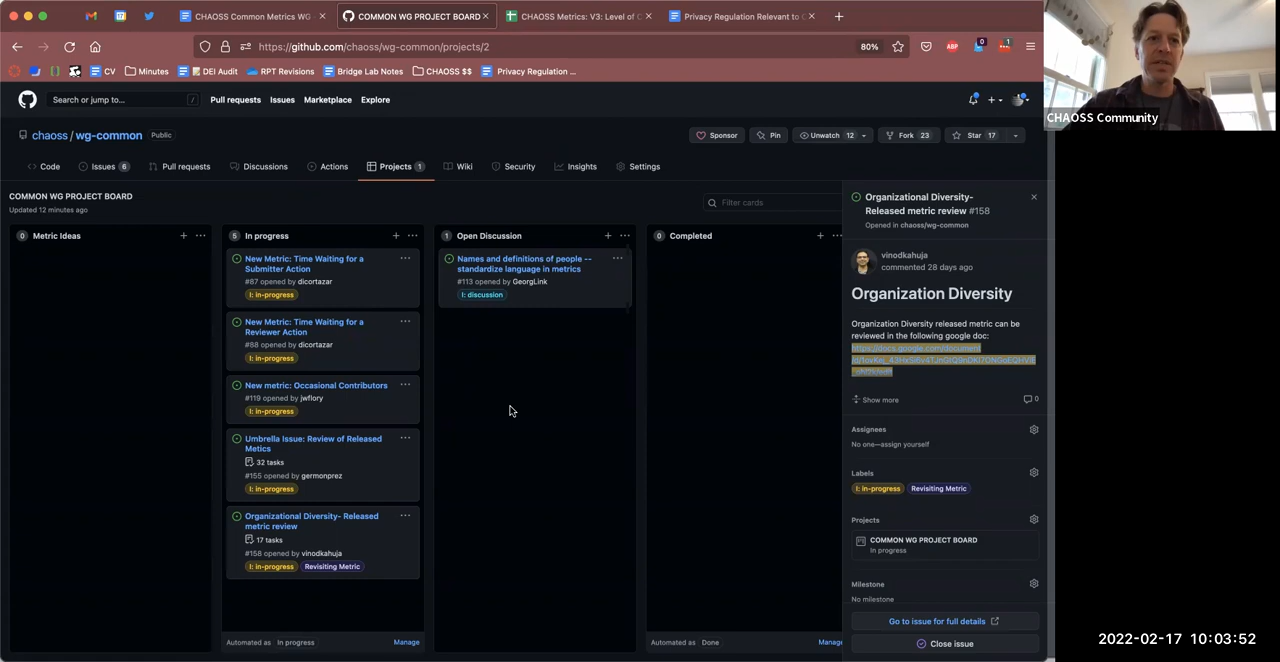 CHAOSS Common Metrics WG
COMMON WG PROJECT BOARD
CHAOSS Metrics: V3: Level of C
Privacy Regulation Relevant to C
https://github.com/chaoss/wg-common/projects/2
80%
ABP
0
1
CV
Minutes
DEI Audit
RPT Revisions
Bridge Lab Notes
CHAOSS $$
Privacy Regulation ...
Search or jump to...
/
Pull requests
Issues
Marketplace
Explore
chaoss / wg-common
Public
Sponsor
Pin
Unwatch 12
Fork 23
Star 17
Code
Issues 6
Pull requests
Discussions
Actions
Projects 1
Wiki
Security
Insights
Settings
COMMON WG PROJECT BOARD
Updated 12 minutes ago
Filter cards
0 Metric Ideas
5 In progress
New Metric: Time Waiting for a
Submitter Action
#87 opened by dicortazar
I: in-progress
New Metric: Time Waiting for a
Reviewer Action
#88 opened by dicortazar
I: in-progress
New metric: Occasional Contributors
#119 opened by jwflory
I: in-progress
Umbrella Issue: Review of Released
Metics
32 tasks
#155 opened by germonprez
I: in-progress
Organizational Diversity- Released
metric review
17 tasks
#158 opened by vinodkahuja
I: in-progress
Revisiting Metric
Automated as In progress
Manage
1 Open Discussion
Names and definitions of people --
standardize language in metrics
#113 opened by GeorgLink
I: discussion
0 Completed
Automated as Done
Manag
Organizational Diversity-
Released metric review #158
Opened in chaoss/wg-common
vinodkahuja
commented 28 days ago
Organization Diversity
Organization Diversity released metric can be
reviewed in the following google doc:
https://docs.google.com/document
Show more
0
Assignees
No one—assign yourself
Labels
I: in-progress
Revisiting Metric
Projects
COMMON WG PROJECT BOARD
In progress
Milestone
No milestone
Go to issue for full details
Close issue
CHAOSS Community
2022-02-17 10:03:52